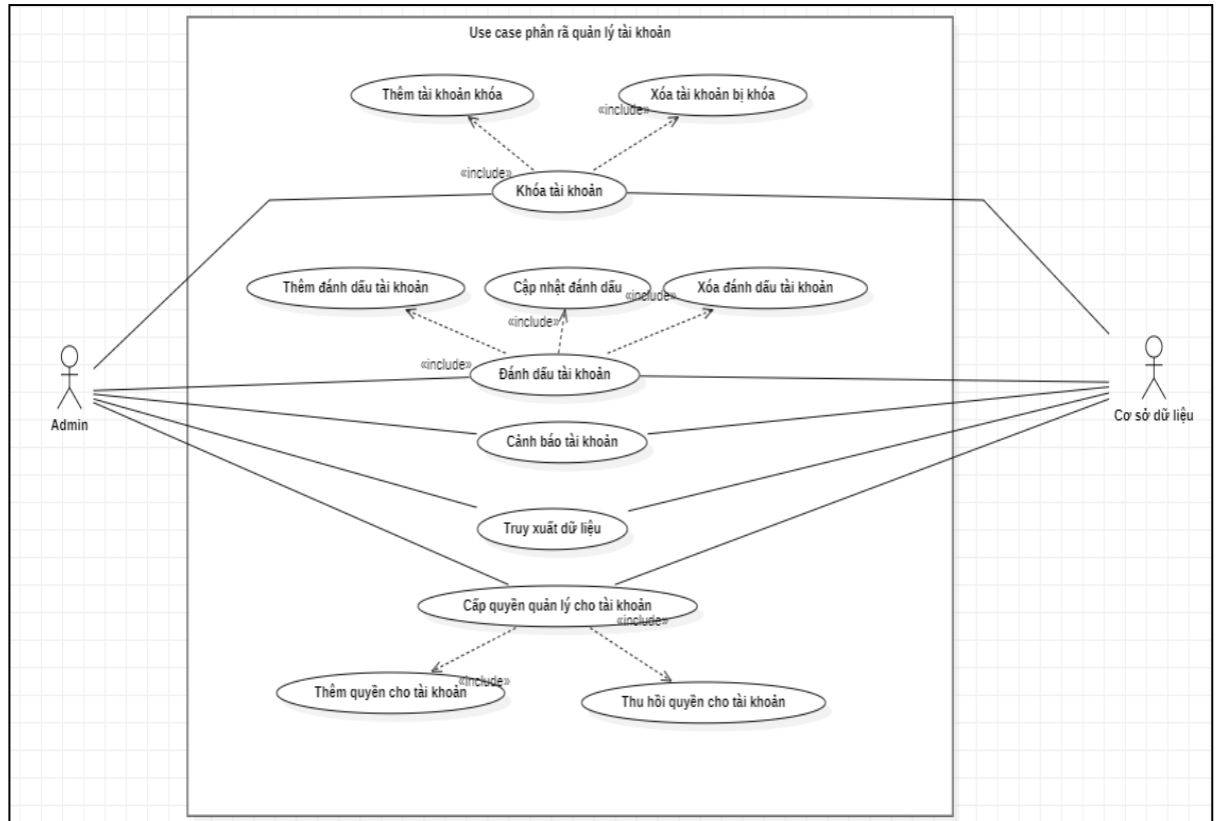 Use case phân rã quản lý tài khoản
Thêm tài khoản khóa
Xóa tài khoản bị khóa
«include»
«include»
Khóa tài khoản
Thêm đánh dấu tài khoản
Cập nhật đánh dấu
Xóa đánh dấu tài khoản
«include»
«include»
«include»
Đánh dấu tài khoản
Admin
Cơ sở dữ liệu
Cảnh báo tài khoản
Truy xuất dữ liệu
Cấp quyền quản lý cho tài khoản
«include»
«include»
Thêm quyền cho tài khoản
Thu hồi quyền cho tài khoản